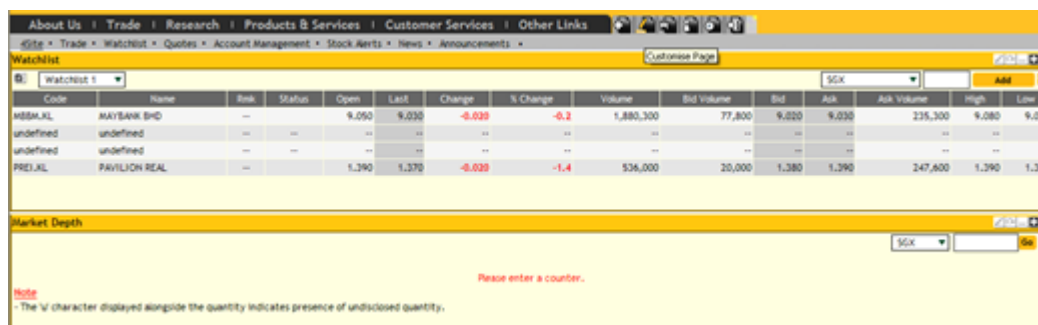 About Us | Trade | Research | Products & Services | Customer Services | Other Links
iSite • Trade • Watchlist • Quotes • Account Management • Stock Alerts • News • Announcements •
Customise Page
Watchlist
Watchlist 1 SGX Add
Code Name Rmk Status Open Last Change % Change Volume Bid Volume Bid Ask Ask Volume High Low
MBBM.KL MAYBANK BHD -- 9.050 9.030 -0.020 -0.2 1,880,300 77,800 9.020 9.030 235,300 9.080 9.0
undefined undefined -- -- -- -- -- -- -- -- -- -- -- --
undefined undefined -- -- -- -- -- -- -- -- -- -- -- --
PREI.KL PAVILION REAL -- 1.390 1.370 -0.020 -1.4 536,000 20,000 1.380 1.390 247,600 1.390 1.3
Market Depth
SGX Go
Please enter a counter.
Note
- The 'u' character displayed alongside the quantity indicates presence of undisclosed quantity.